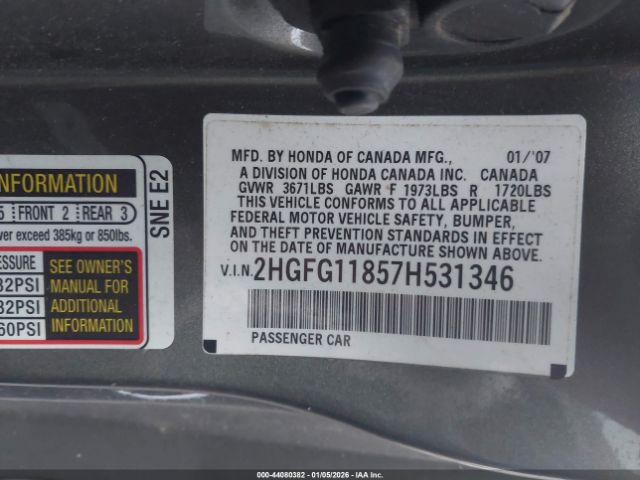 NFORMATION
5 FRONT 2 REAR 3
ver exceed 385kg or 850lbs.
ESSURE
32PSI
32PSI
60PSI
SEE OWNER'S
MANUAL FOR
ADDITIONAL
INFORMATION
SNE E2
MFD. BY HONDA OF CANADA MFG., 01/'07
A DIVISION OF HONDA CANADA INC. CANADA
GVWR 3671LBS GAWR F 1973LBS R 1720LBS
THIS VEHICLE CONFORMS TO ALL APPLICABLE
FEDERAL MOTOR VEHICLE SAFETY, BUMPER,
AND THEFT PREVENTION STANDARDS IN EFFECT
ON THE DATE OF MANUFACTURE SHOWN ABOVE.
V.I.N. 2HGFG11857H531346
PASSENGER CAR
000-44080382 - 01/05/2026 - IAA Inc.